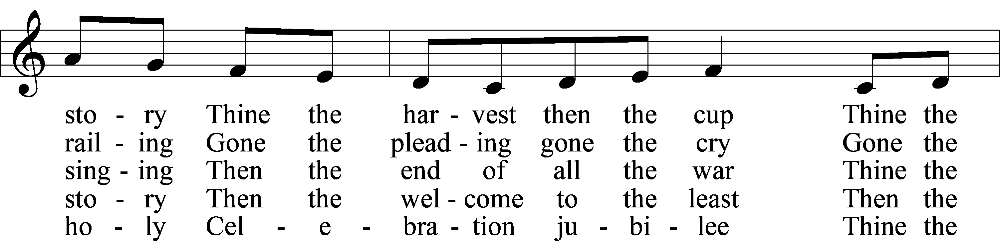 sto - ry Thine the har - vest then the cup Thine the
rail - ing Gone the plead - ing gone the cry Gone the
sing - ing Then the end of all the war Thine the
sto - ry Then the wel - come to the least Then the
ho - ly Cel - e - bra - tion ju - bi - lee Thine the